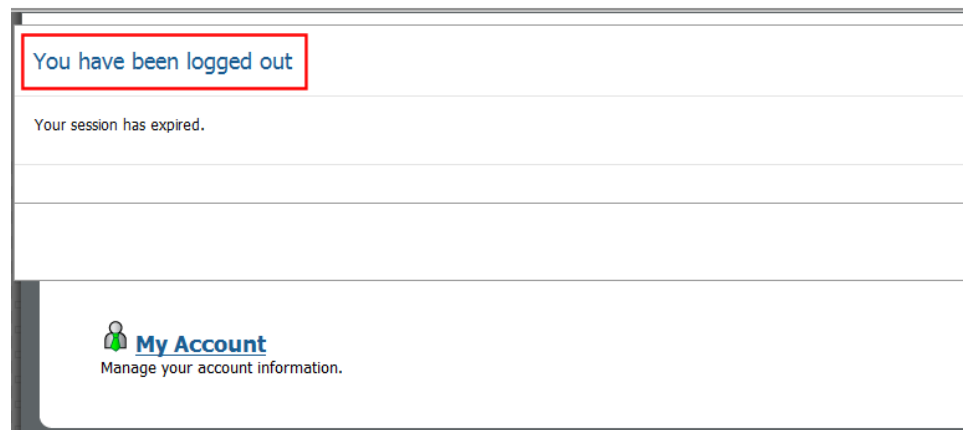 You have been logged out
Your session has expired.
My Account
Manage your account information.